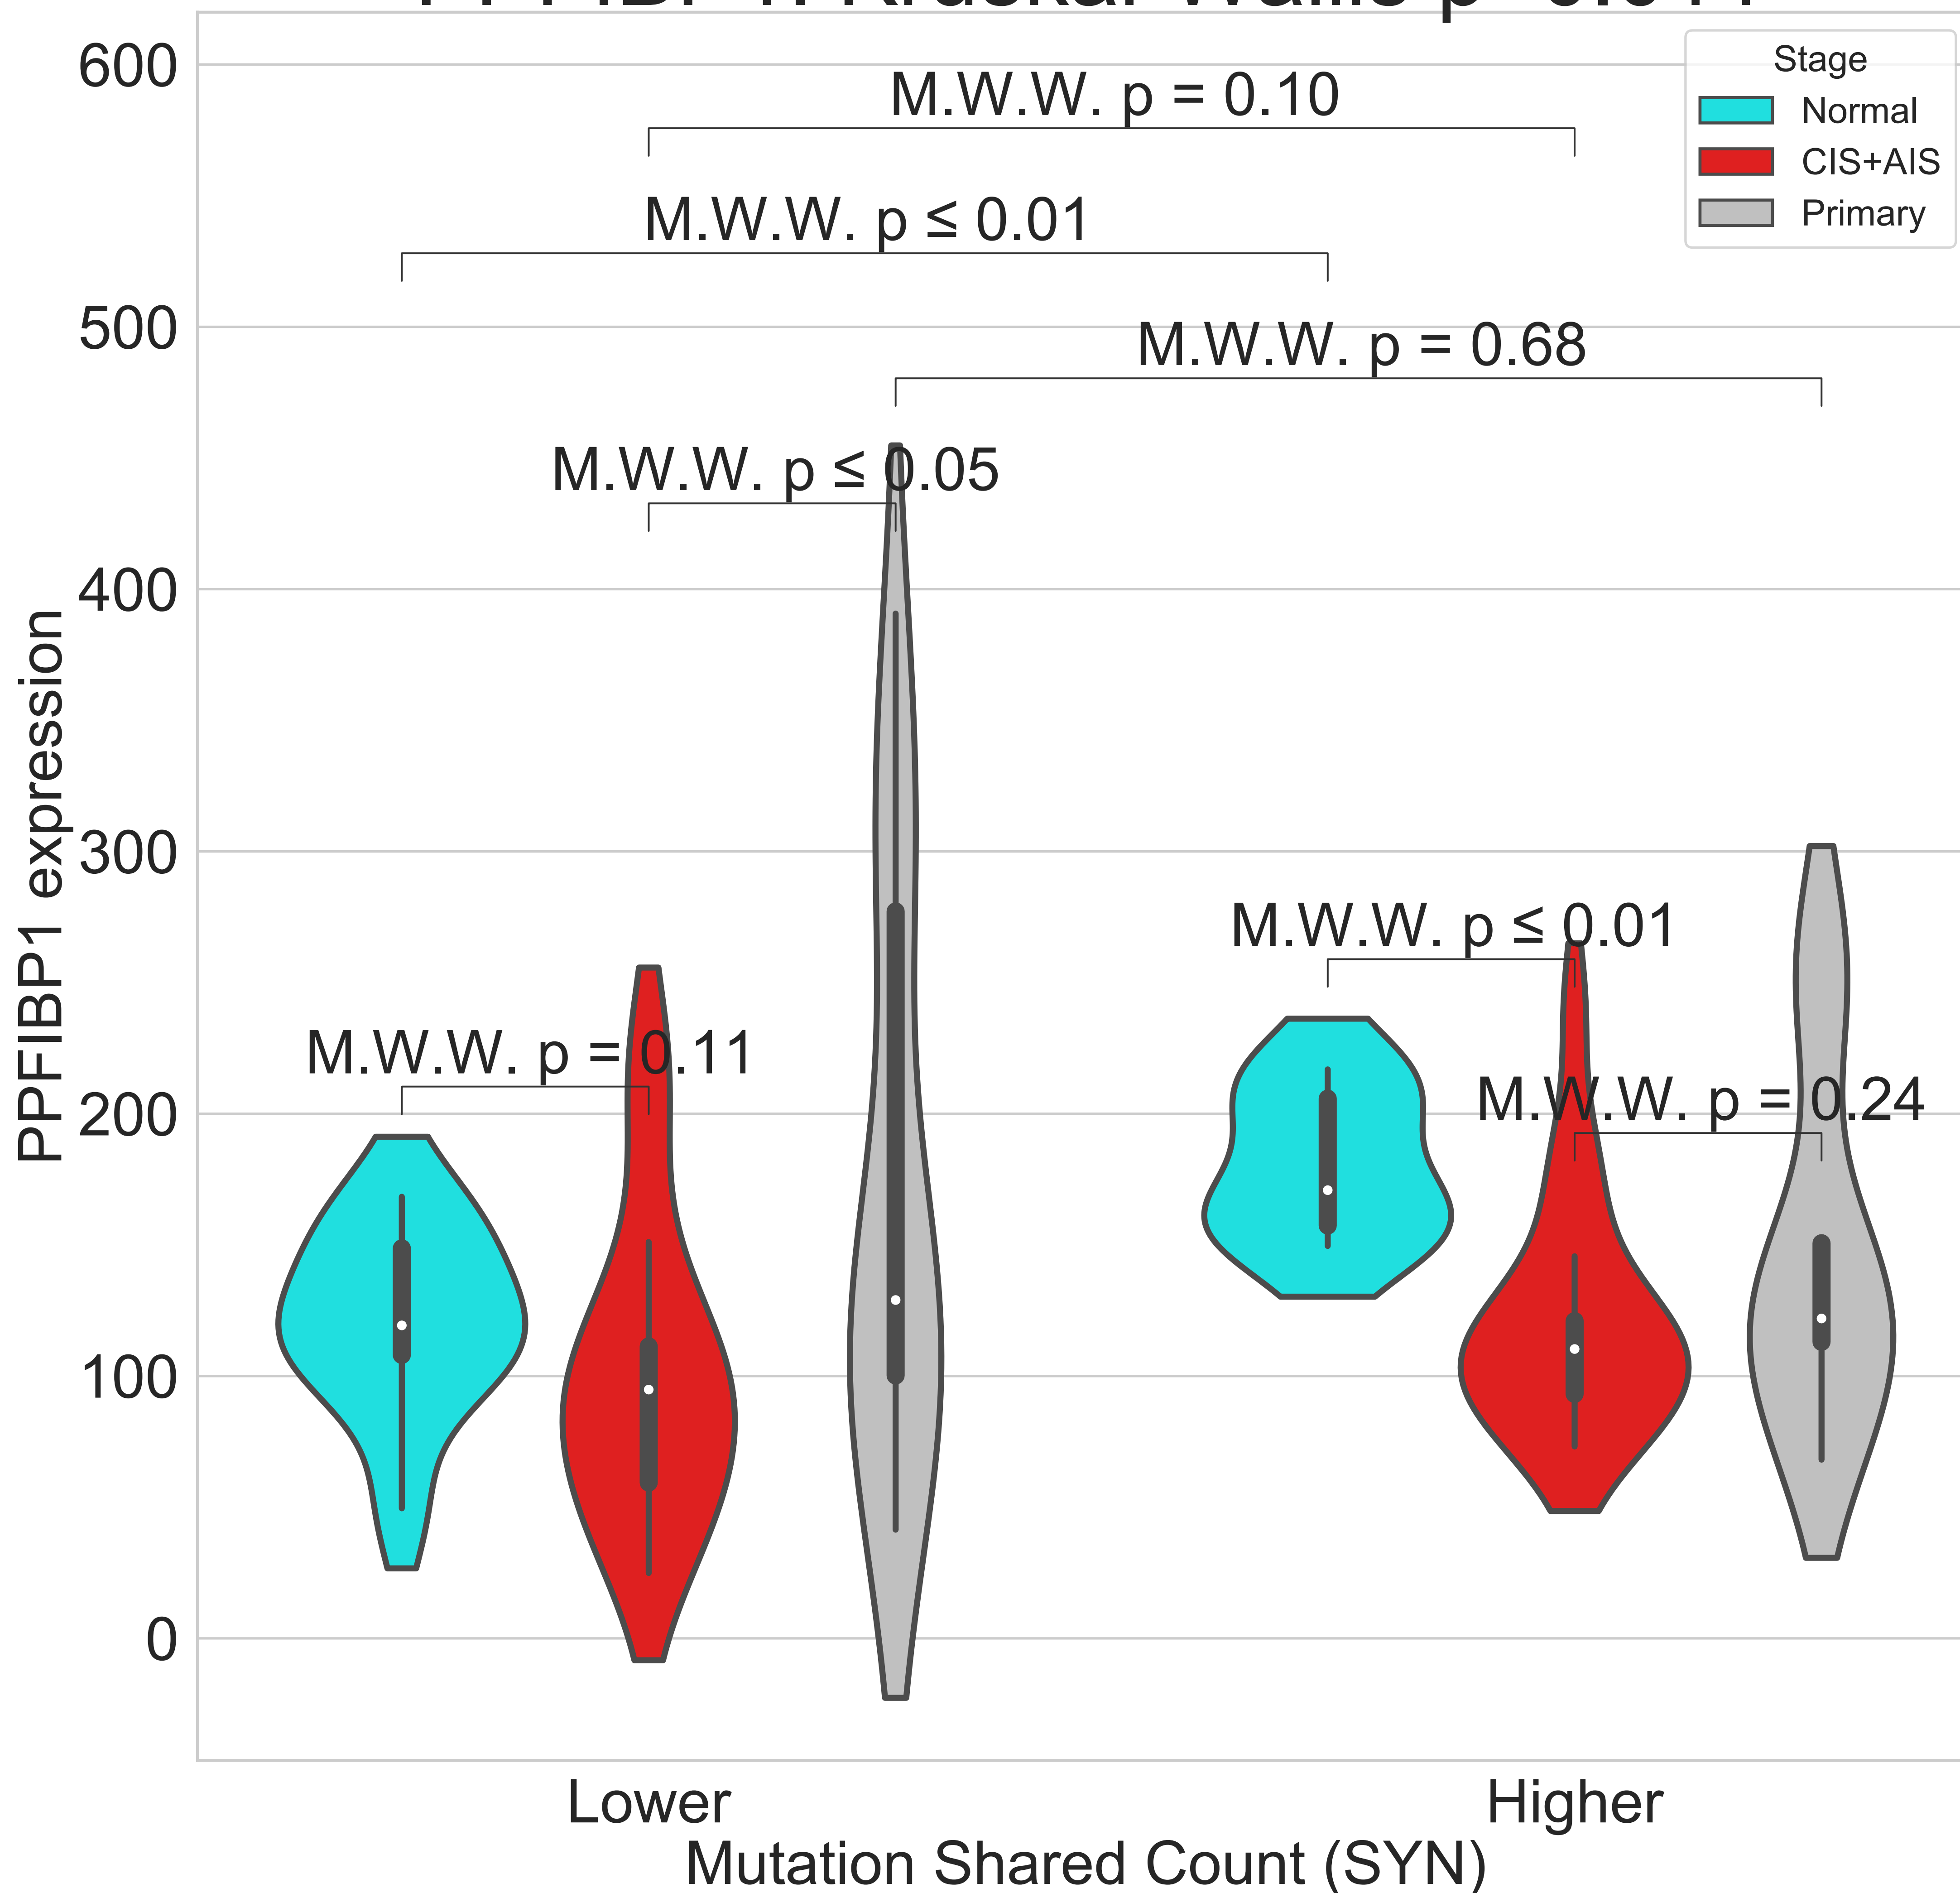 Stage
Normal
CIS+AIS
Primary
M.W.W. p = 0.10
M.W.W. p ≤ 0.01
M.W.W. p = 0.68
M.W.W. p ≤ 0.05
M.W.W. p ≤ 0.01
M.W.W. p = 0.11
M.W.W. p = 0.24
600
500
400
300
200
100
0
PPFIBP1 expression
Lower
Higher
Mutation Shared Count (SYN)